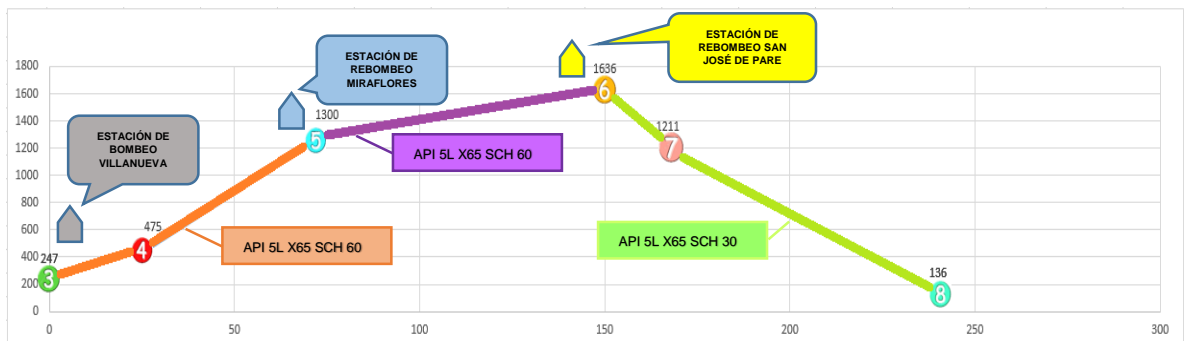 ESTACIÓN DE
REBOMBEO SAN
JOSÉ DE PARE
ESTACIÓN DE
REBOMBEO
MIRAFLORES
ESTACIÓN DE
BOMBEO
VILLANUEVA
1800
1600
1400
1200
1000
800
600
400
200
0
247
475
1300
1636
1211
136
3
4
5
6
7
8
API 5L X65 SCH 60
API 5L X65 SCH 60
API 5L X65 SCH 30
0 50 100 150 200 250 300